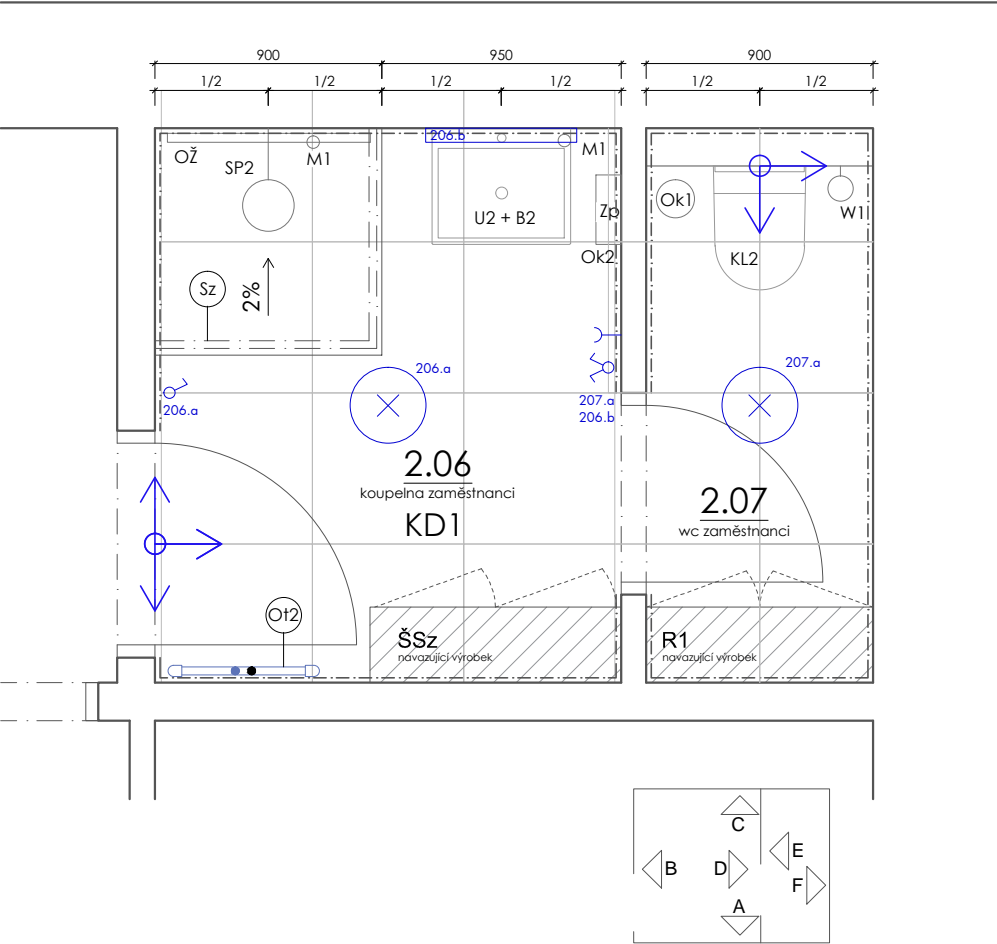 900 950 900
1/2 1/2 1/2 1/2 1/2 1/2
206.b
OŽ M1 M1
SP2
Zp Ok1 W1
U2 + B2
Ok2 KL2
Sz 2%
206.a 207.a
206.a 207.a
206.b
2.06
koupelna zaměstnanci
KD1
2.07
wc zaměstnanci
Ot2
ŠSz
navazující výrobek
R1
navazující výrobek
C
E
B D
F
A